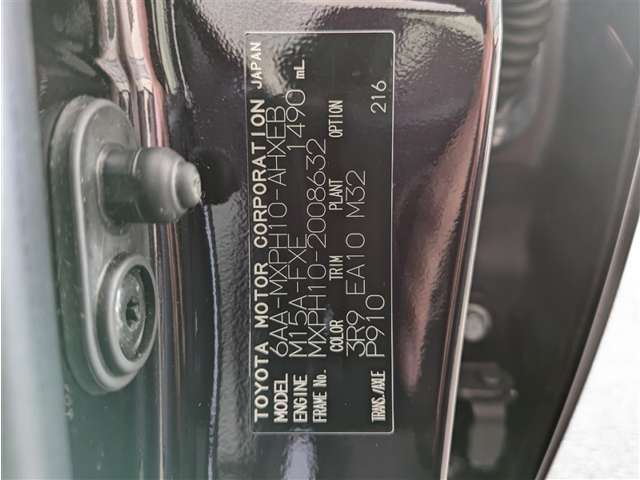 TOYOTA MOTOR CORPORATION JAPAN
MODEL 6AA-MXPH10-AHXEB
ENGINE M15A-FXE 1490 mL
FRAME No. MXPH10-2008632
COLOR TRIM PLANT OPTION
3R9 EA10 M32 216
TRANS./AXLE P910